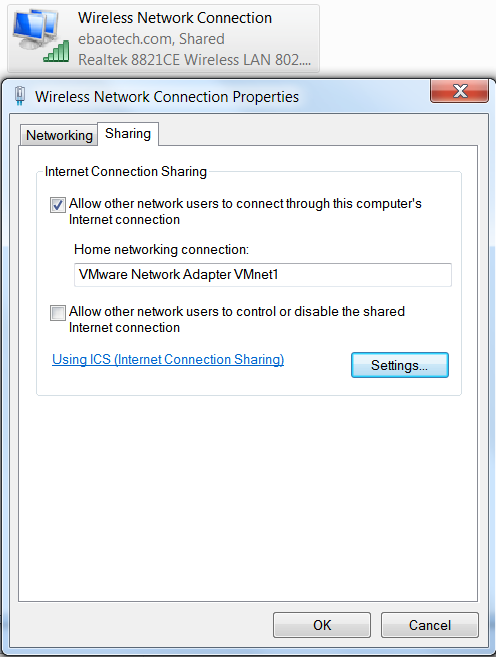 Wireless Network Connection
ebaotech.com, Shared
Realtek 8821CE Wireless LAN 802....
Wireless Network Connection Properties
Networking
Sharing
Internet Connection Sharing
Allow other network users to connect through this computer's
Internet connection
Home networking connection:
VMware Network Adapter VMnet1
Allow other network users to control or disable the shared
Internet connection
Using ICS (Internet Connection Sharing)
Settings...
OK
Cancel